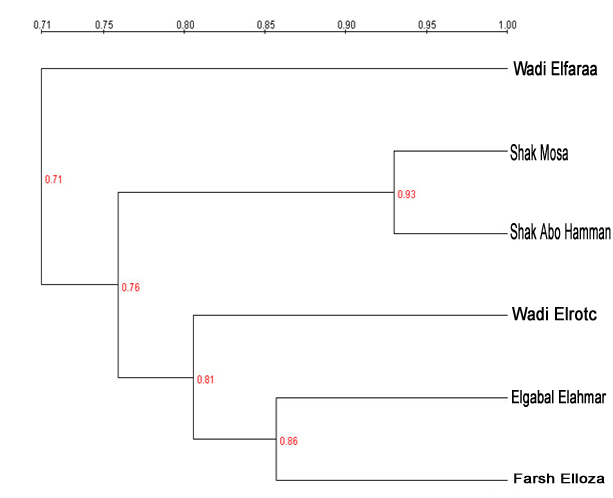 0.71 0.75 0.80 0.85 0.90 0.95 1.00
Wadi Elfaraa
Shak Mosa
0.71
0.93
Shak Abo Hamman
0.76
Wadi Elrotc
0.81
Elgabal Elahmar
0.86
Farsh Elloza